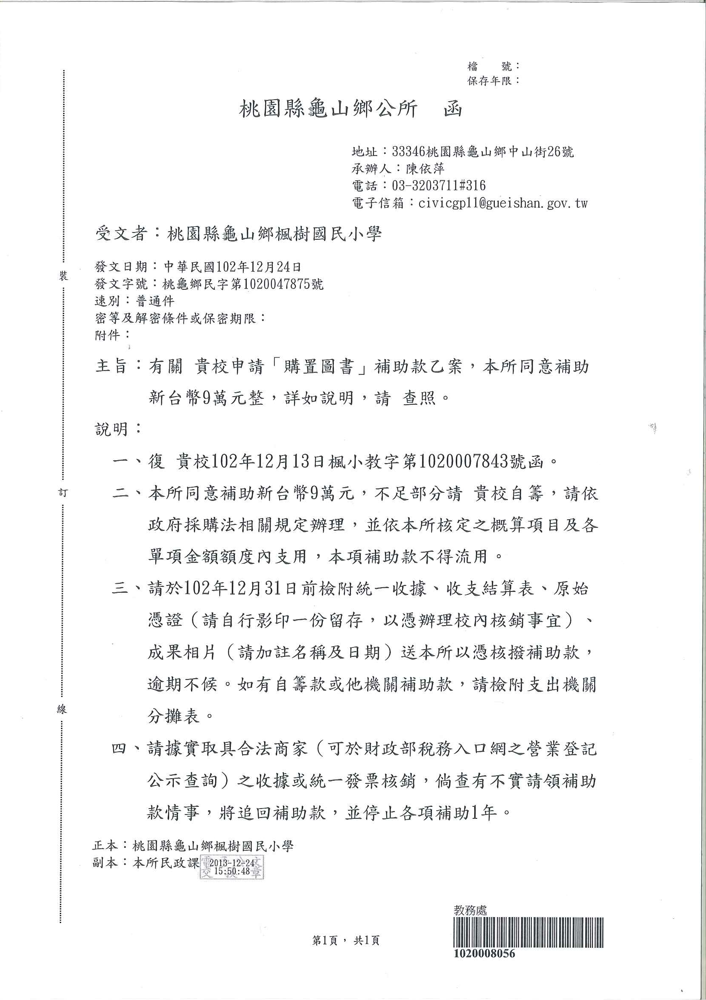 檔　　號：
保存年限：
桃園縣龜山鄉公所　函
地址：33346桃園縣龜山鄉中山街26號
承辦人：陳依萍
電話：03-3203711#316
電子信箱：civicgp11@gueishan.gov.tw
受文者：桃園縣龜山鄉楓樹國民小學
發文日期：中華民國102年12月24日
發文字號：桃龜鄉民字第1020047875號
速別：普通件
密等及解密條件或保密期限：
附件：
主旨：有關 貴校申請「購置圖書」補助款乙案，本所同意補助
新台幣9萬元整，詳如說明，請 查照。
說明：
一、復 貴校102年12月13日楓小教字第1020007843號函。
二、本所同意補助新台幣9萬元，不足部分請 貴校自籌，請依
政府採購法相關規定辦理，並依本所核定之概算項目及各
單項金額額度內支用，本項補助款不得流用。
三、請於102年12月31日前檢附統一收據、收支結算表、原始
憑證（請自行影印一份留存，以憑辦理校內核銷事宜）、
成果相片（請加註名稱及日期）送本所以憑核撥補助款，
逾期不候。如有自籌款或他機關補助款，請檢附支出機關
分攤表。
四、請據實取具合法商家（可於財政部稅務入口網之營業登記
公示查詢）之收據或統一發票核銷，倘查有不實請領補助
款情事，將追回補助款，並停止各項補助1年。
正本：桃園縣龜山鄉楓樹國民小學
副本：本所民政課
電子公文
交換章
2013-12-24
15:50:48
裝
訂
線
教務處
1020008056
第1頁，共1頁